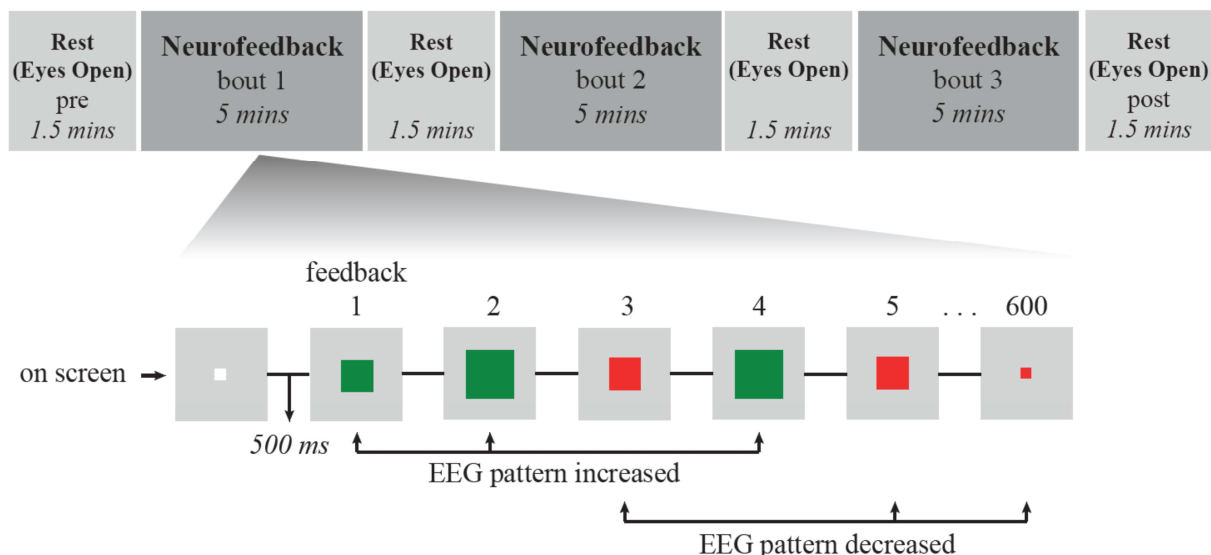 Rest
(Eyes Open)
pre
1.5 mins
Neurofeedback
bout 1
5 mins
Rest
(Eyes Open)
1.5 mins
Neurofeedback
bout 2
5 mins
Rest
(Eyes Open)
1.5 mins
Neurofeedback
bout 3
5 mins
Rest
(Eyes Open)
post
1.5 mins
feedback
1 2 3 4 5 . . . 600
on screen
500 ms
EEG pattern increased
EEG pattern decreased